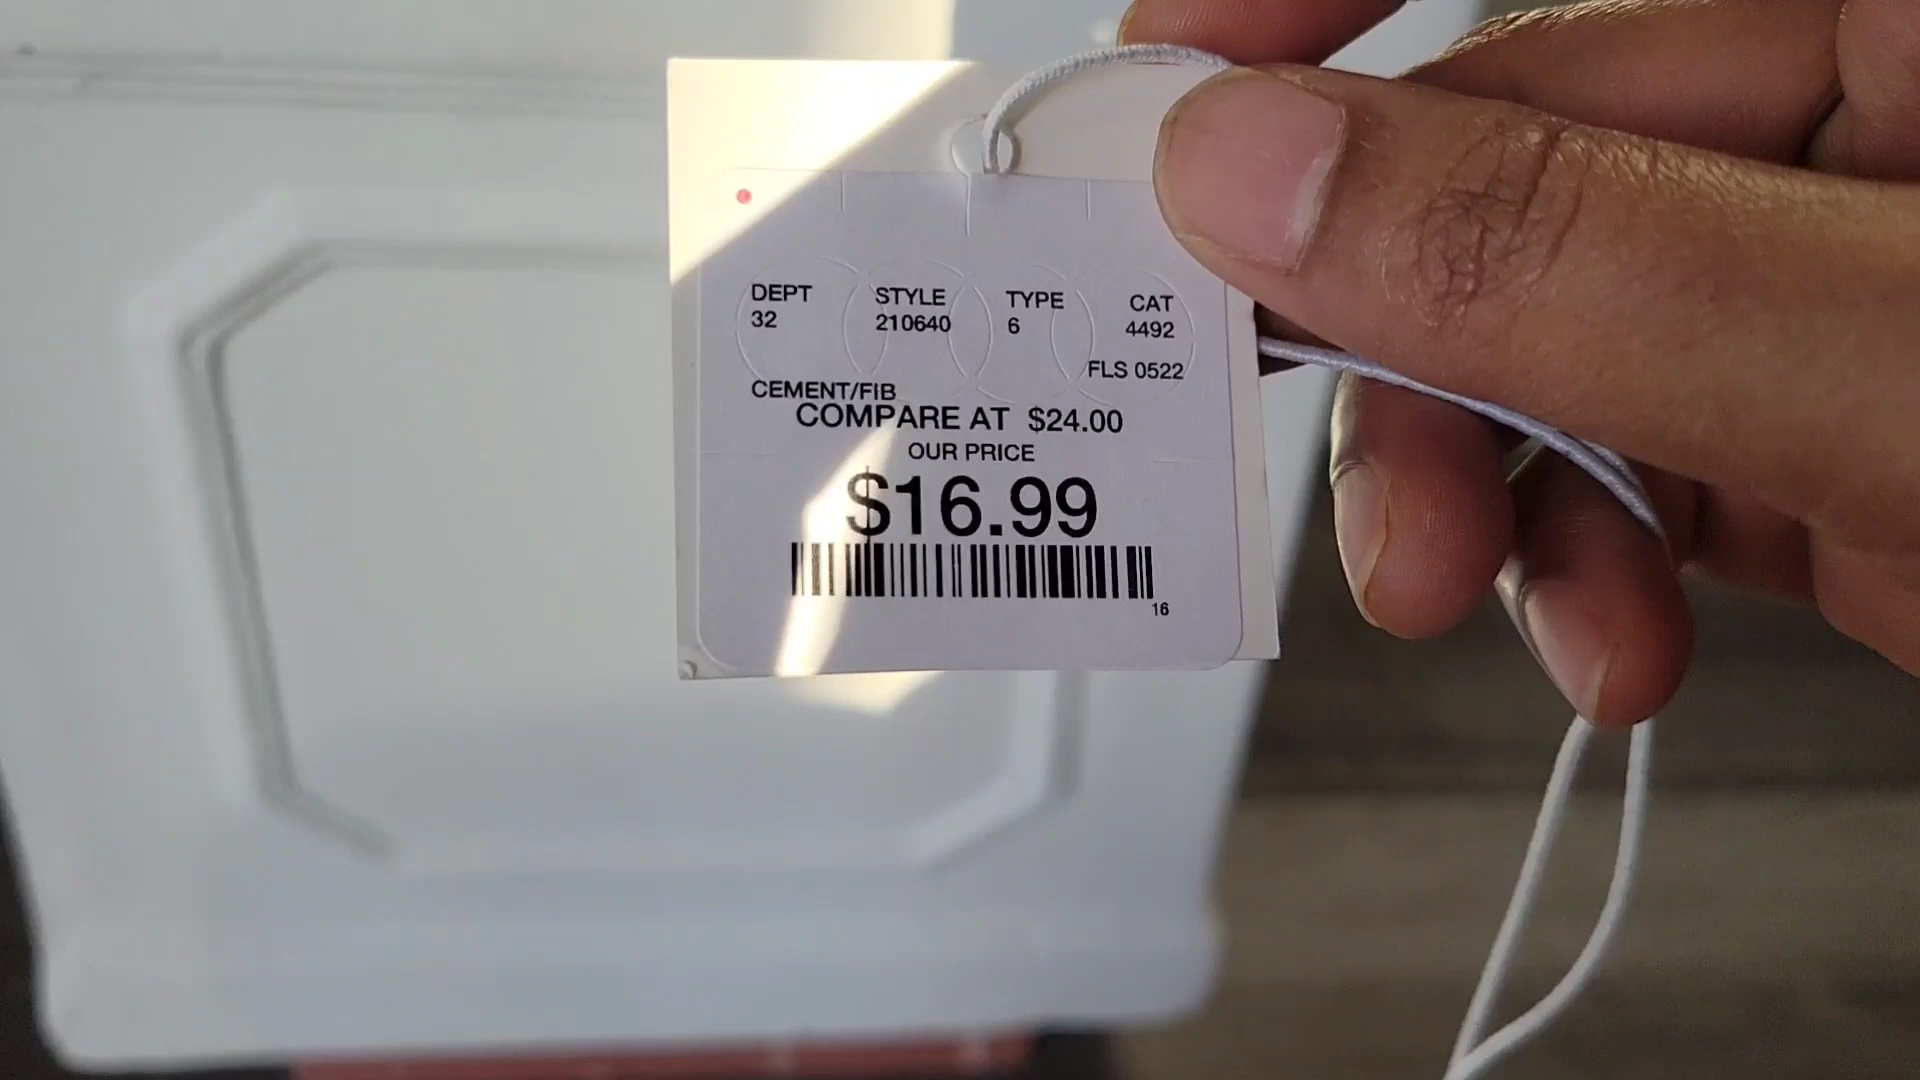 DEPT STYLE TYPE CAT
32 210640 6 4492
FLS 0522
CEMENT/FIB
COMPARE AT $24.00
OUR PRICE
$16.99
16